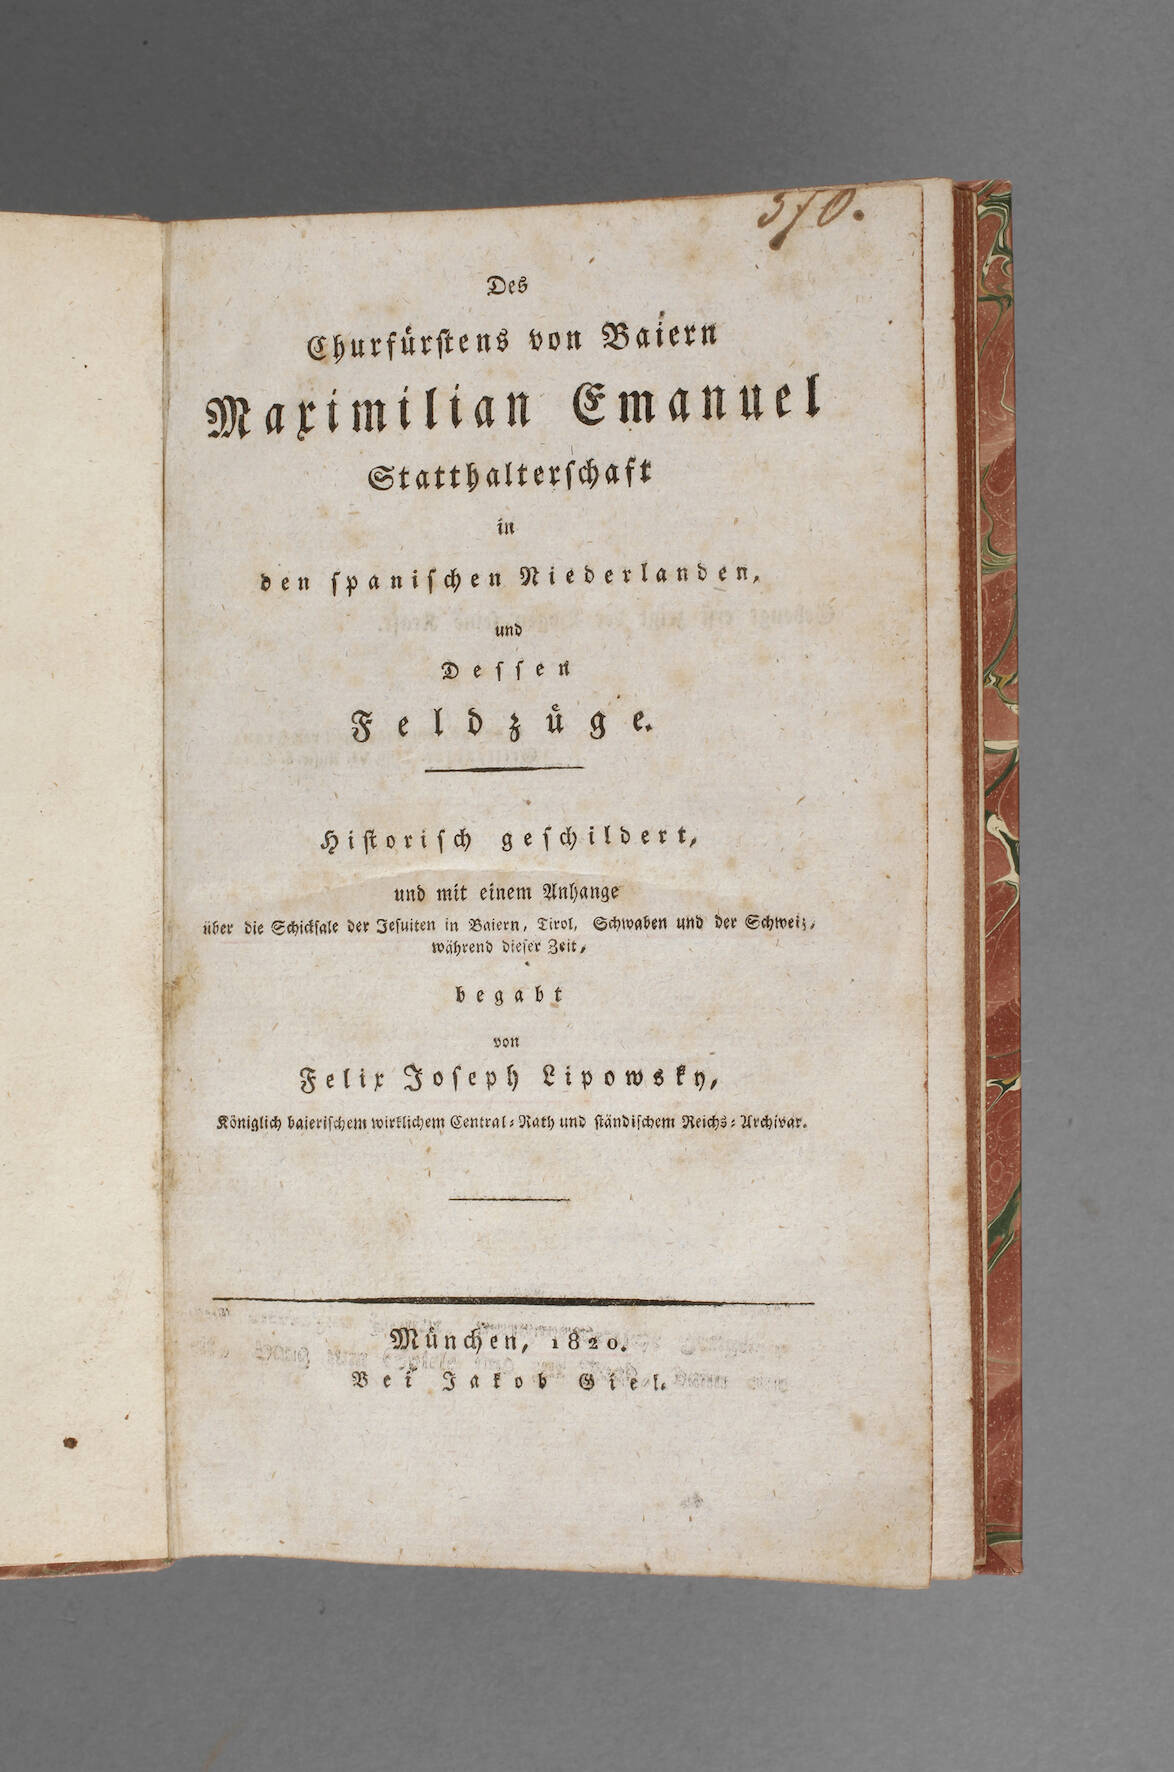 370.
Des
Churfürstens von Baiern
Maximilian Emanuel
Statthalterschaft
in
den spanischen Niederlanden,
und
Dessen
Feldzüge.
Historisch geschildert,
und mit einem Anhange
über die Schicksale der Jesuiten in Baiern, Tirol, Schwaben und der Schweiz,
während dieser Zeit,
begabt
von
Felix Joseph Lipowsky,
Königlich baierischem wirklichem Central-Rath und ständischem Reichs-Archivar.
München, 1820.
Bei Jakob Giel.